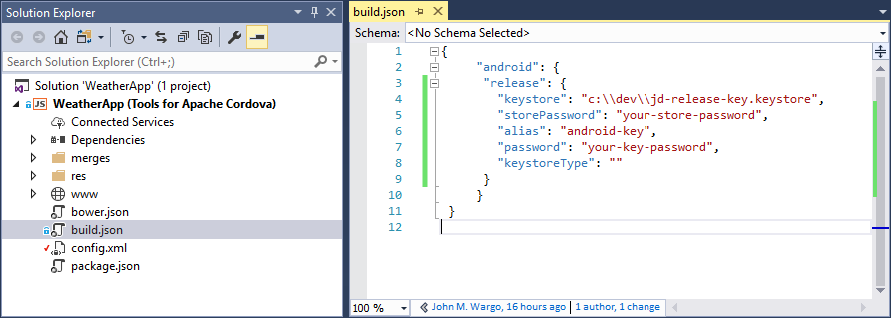 Solution Explorer
Search Solution Explorer (Ctrl+;)
Solution 'WeatherApp' (1 project)
JS WeatherApp (Tools for Apache Cordova)
Connected Services
Dependencies
merges
res
www
bower.json
build.json
config.xml
package.json
build.json
Schema: <No Schema Selected>
1 {
2 "android": {
3 "release": {
4 "keystore": "c:\\dev\\jd-release-key.keystore",
5 "storePassword": "your-store-password",
6 "alias": "android-key",
7 "password": "your-key-password",
8 "keystoreType": ""
9 }
10 }
11 }
12
100 % John M. Wargo, 16 hours ago | 1 author, 1 change